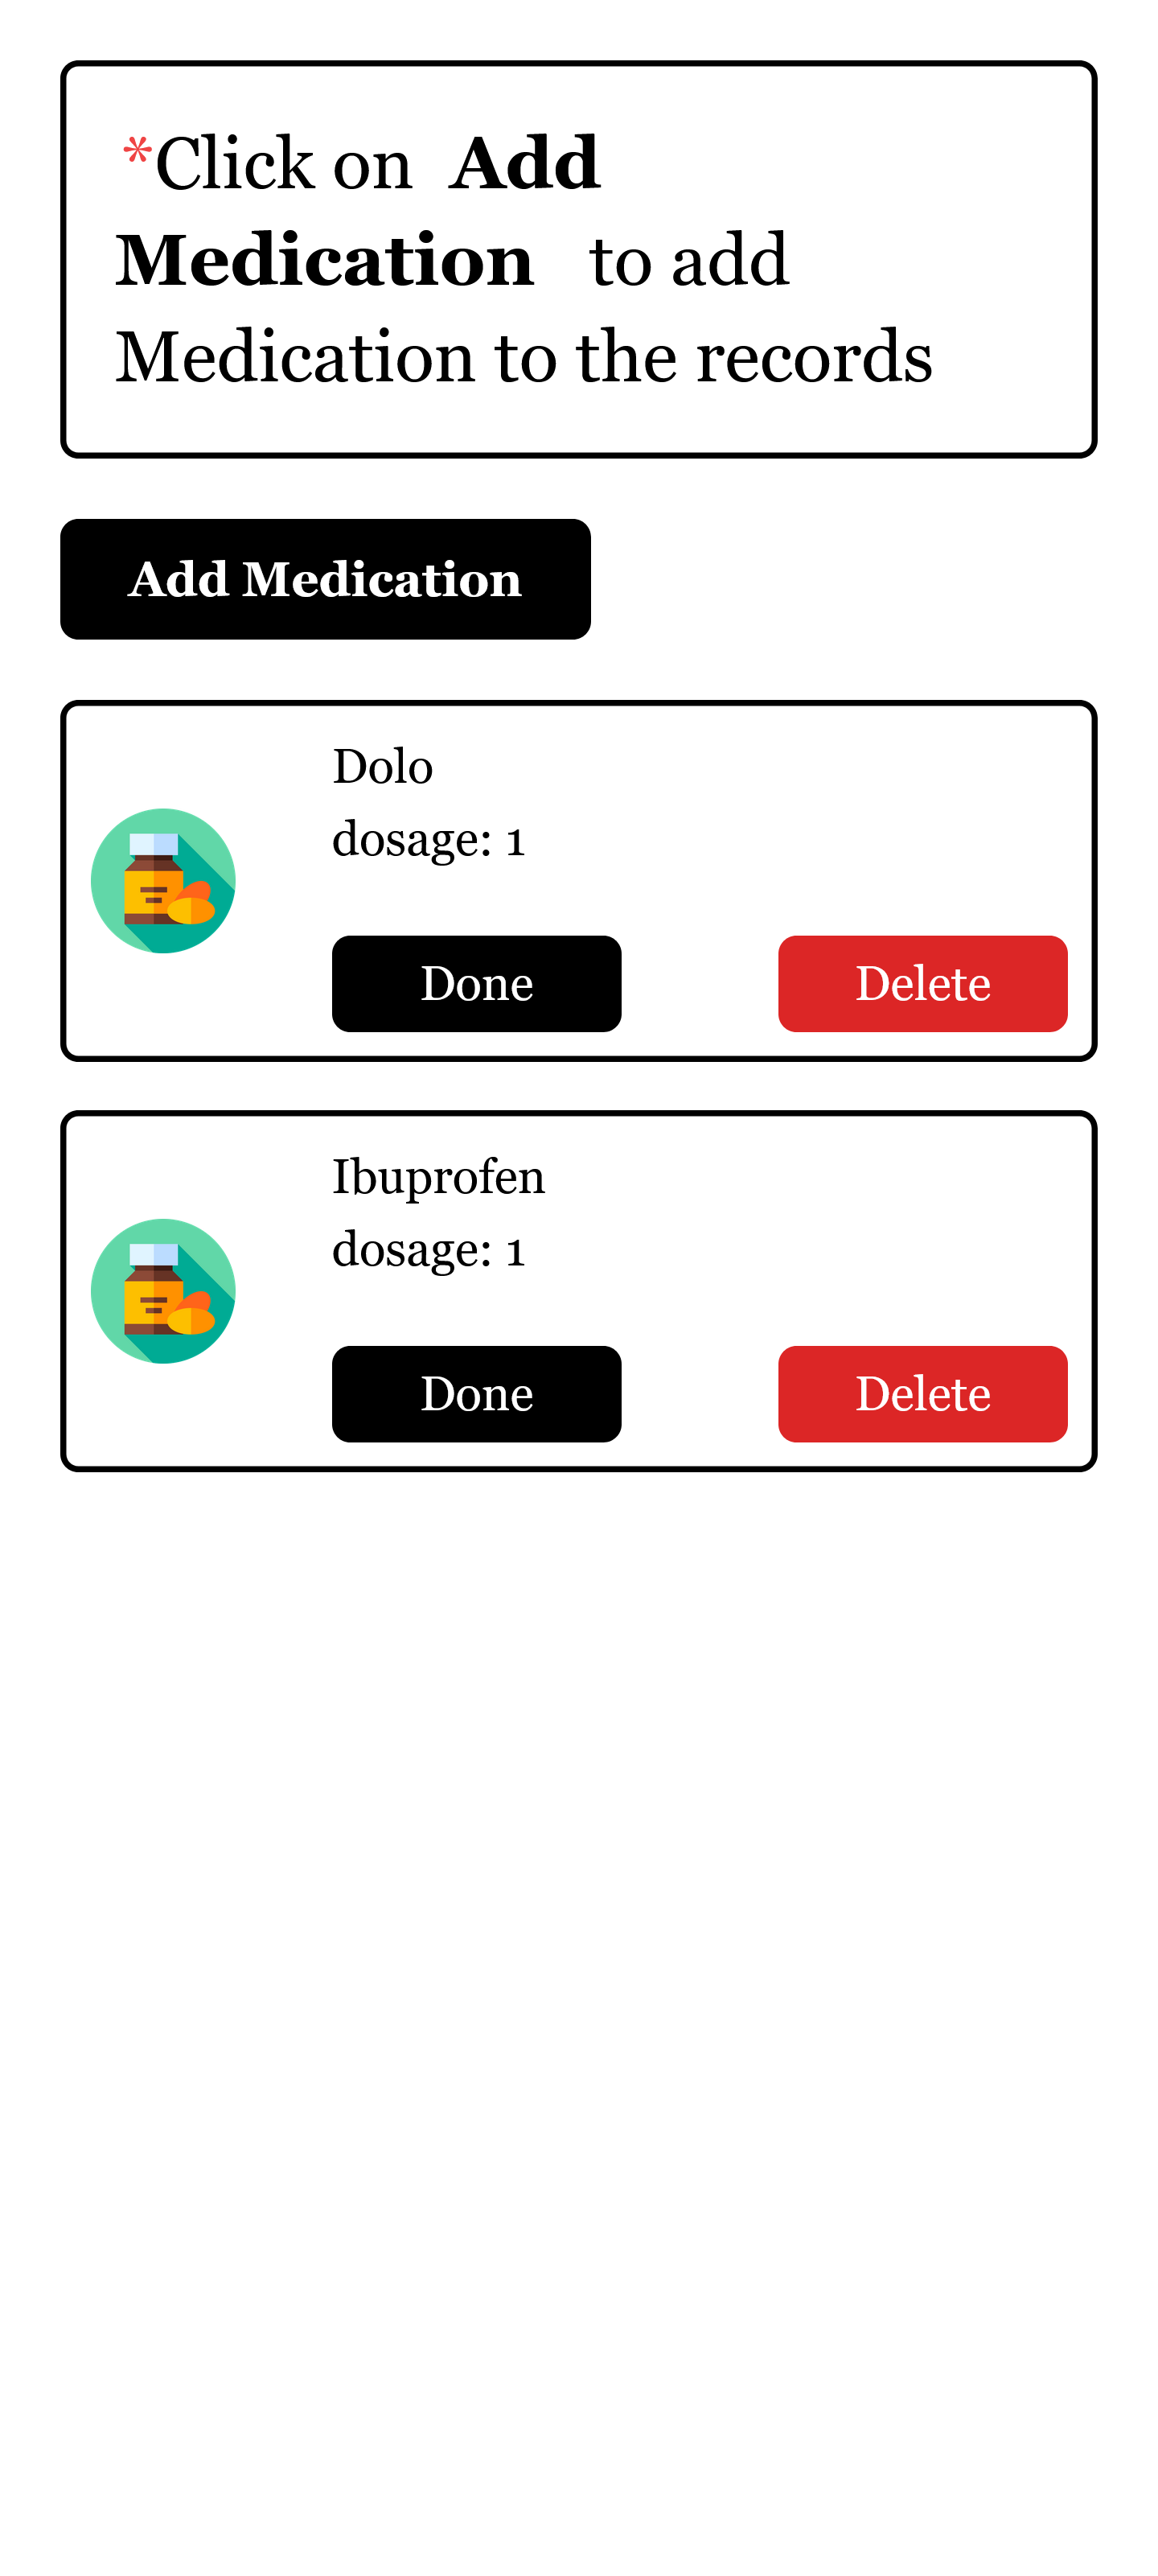 *Click on Add
Medication to add
Medication to the records
Add Medication
Dolo
dosage: 1
Done Delete
Ibuprofen
dosage: 1
Done Delete